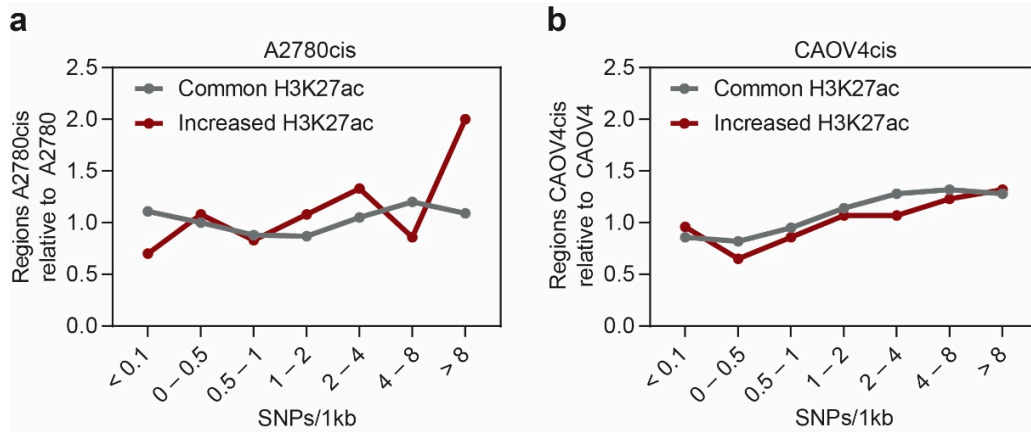 a
A2780cis
Regions A2780cis
relative to A2780
2.5
2.0
1.5
1.0
0.5
0.0
Common H3K27ac
Increased H3K27ac
< 0.1
0 – 0.5
0.5 – 1
1 – 2
2 – 4
4 – 8
> 8
SNPs/1kb
b
CAOV4cis
Regions CAOV4cis
relative to CAOV4
2.5
2.0
1.5
1.0
0.5
0.0
Common H3K27ac
Increased H3K27ac
< 0.1
0 – 0.5
0.5 – 1
1 – 2
2 – 4
4 – 8
> 8
SNPs/1kb